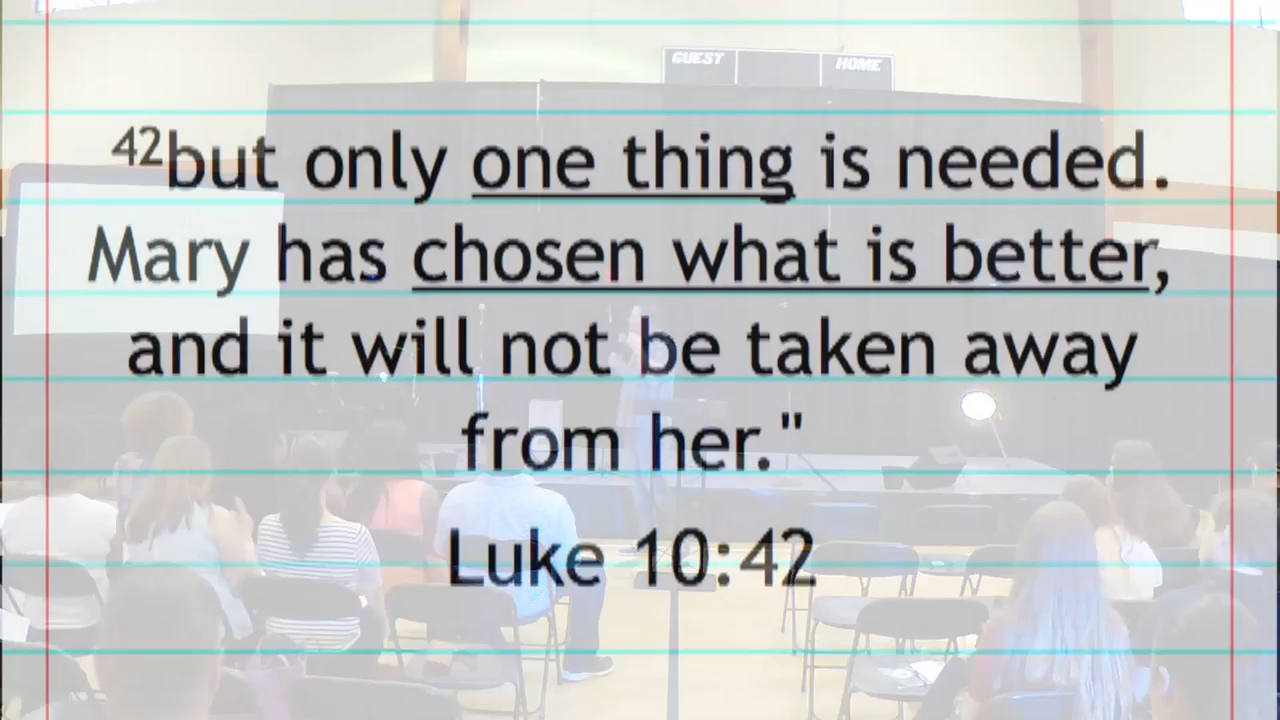 GUEST HOME
42but only one thing is needed.
Mary has chosen what is better,
and it will not be taken away
from her."
Luke 10:42